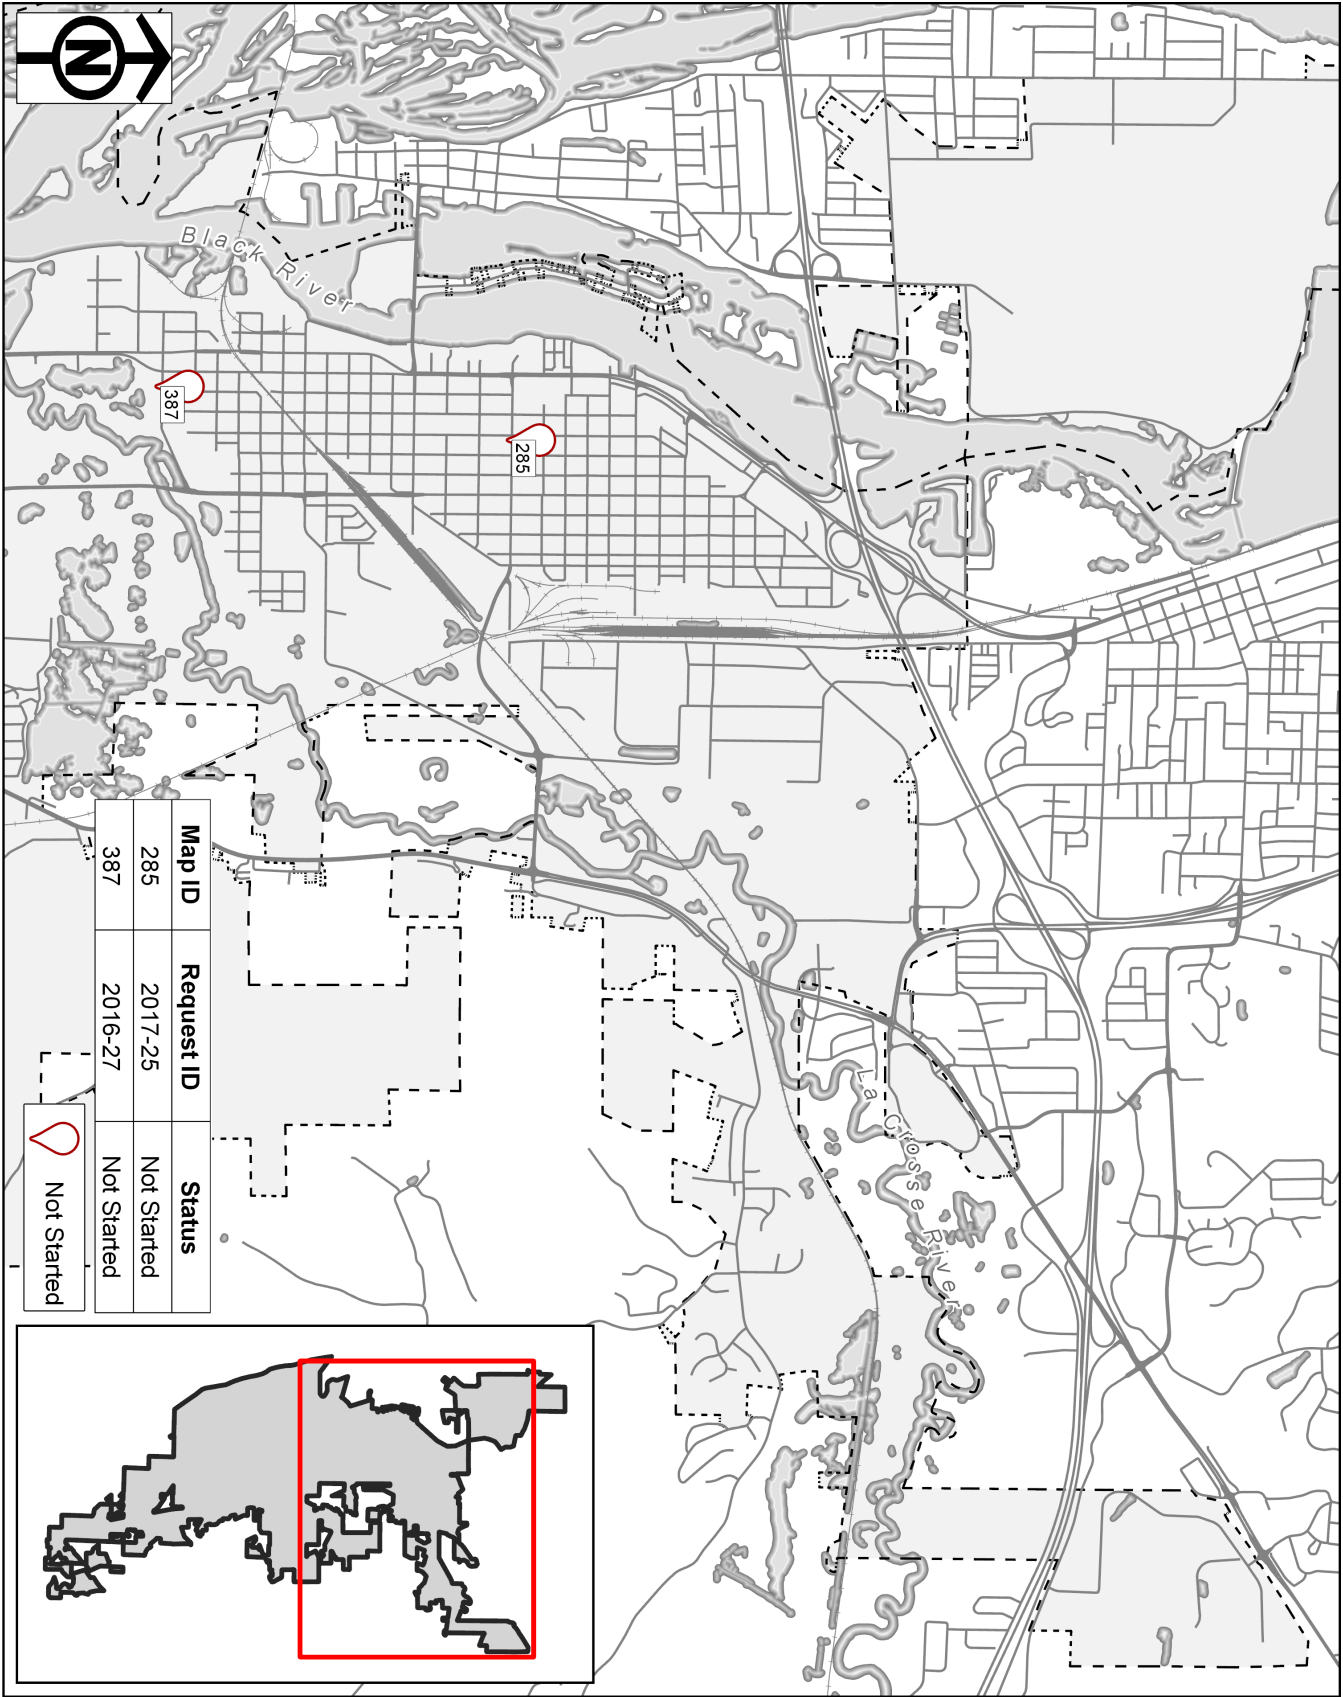 N
Black River
La Crosse River
387
285
Map ID Request ID Status
285 2017-25 Not Started
387 2016-27 Not Started
Not Started